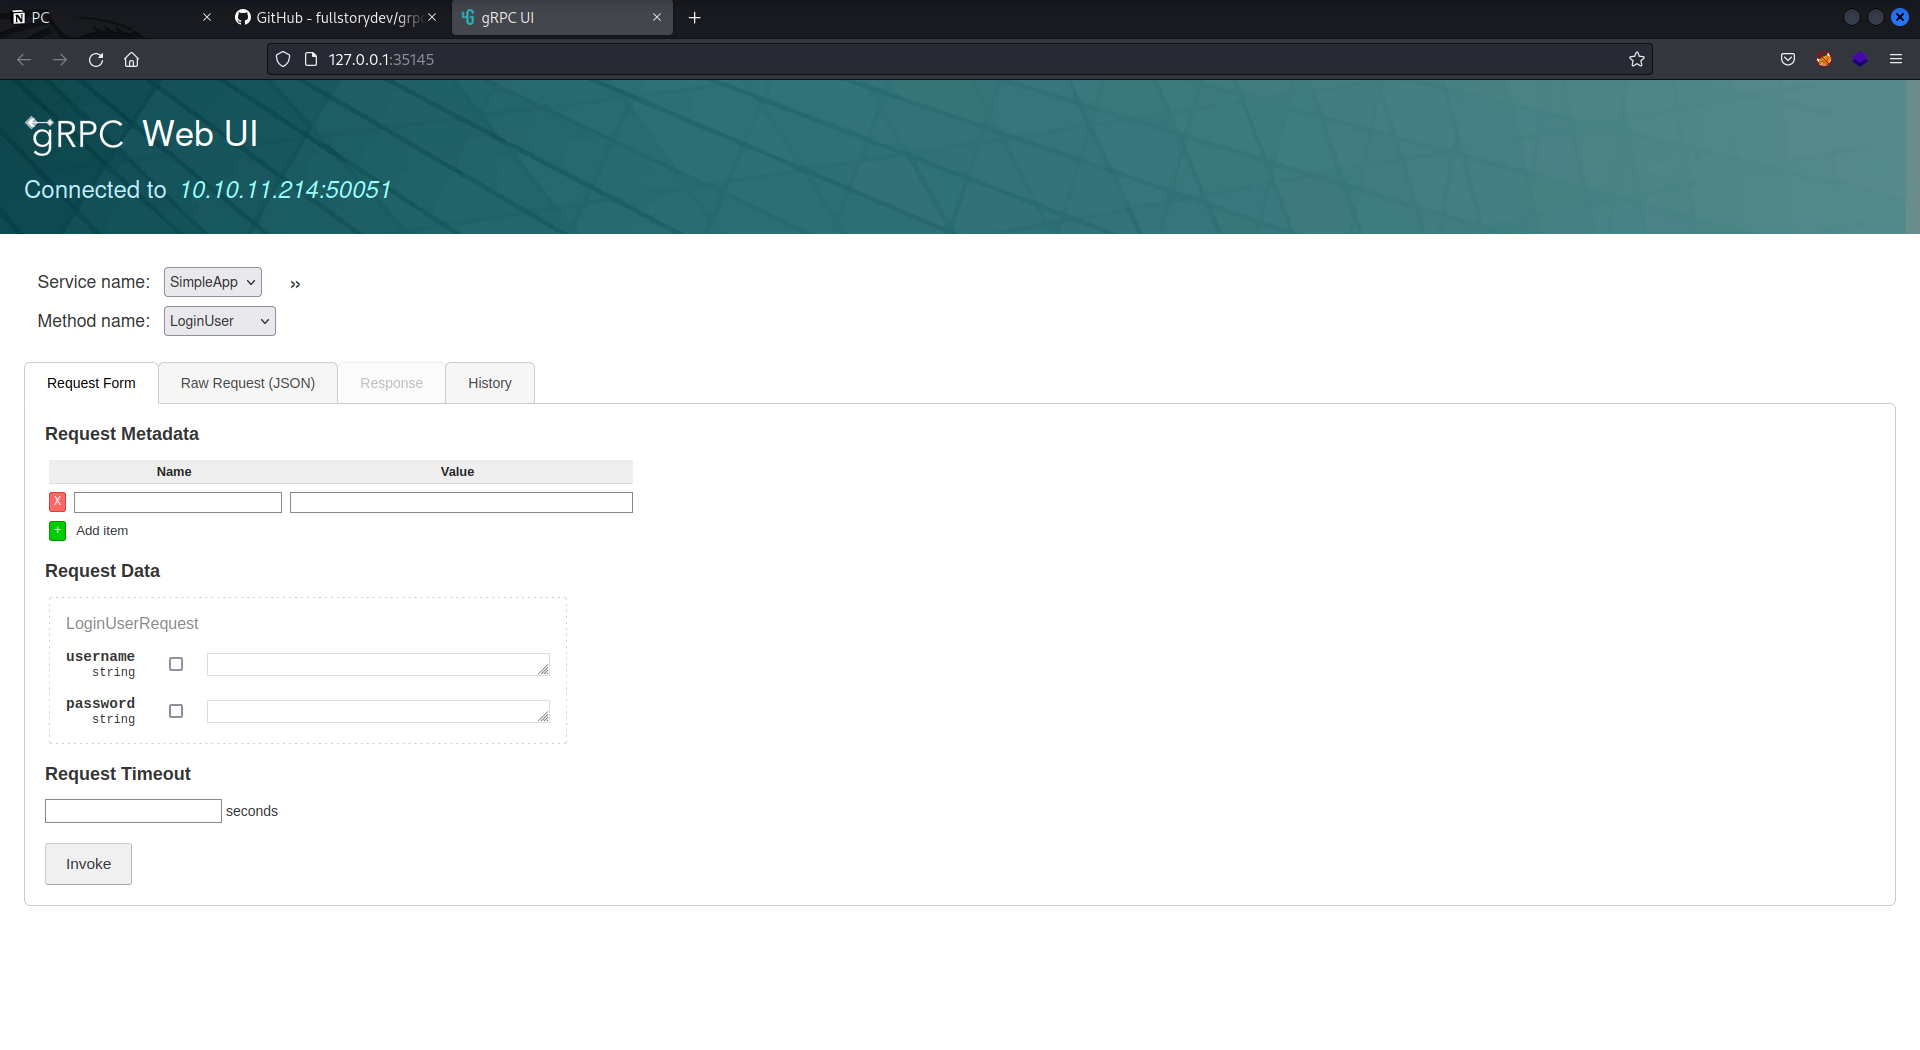 PC
GitHub - fullstorydev/grpc
gRPC UI
127.0.0.1:35145
gRPC Web UI
Connected to 10.10.11.214:50051
Service name: SimpleApp »
Method name: LoginUser
Request Form Raw Request (JSON) Response History
Request Metadata
Name Value
X
+ Add item
Request Data
LoginUserRequest
username
string
password
string
Request Timeout
seconds
Invoke